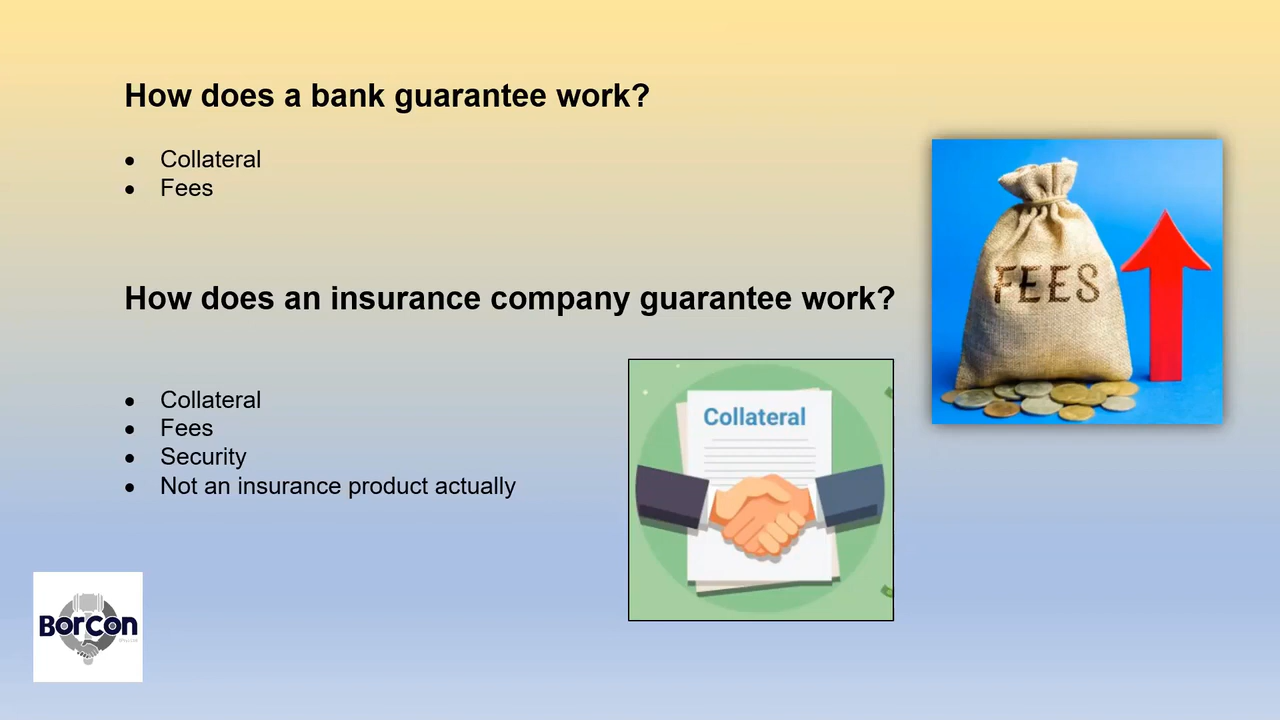 How does a bank guarantee work?
• Collateral
• Fees
FEES
How does an insurance company guarantee work?
• Collateral
• Fees
• Security
• Not an insurance product actually
Collateral
BorCon